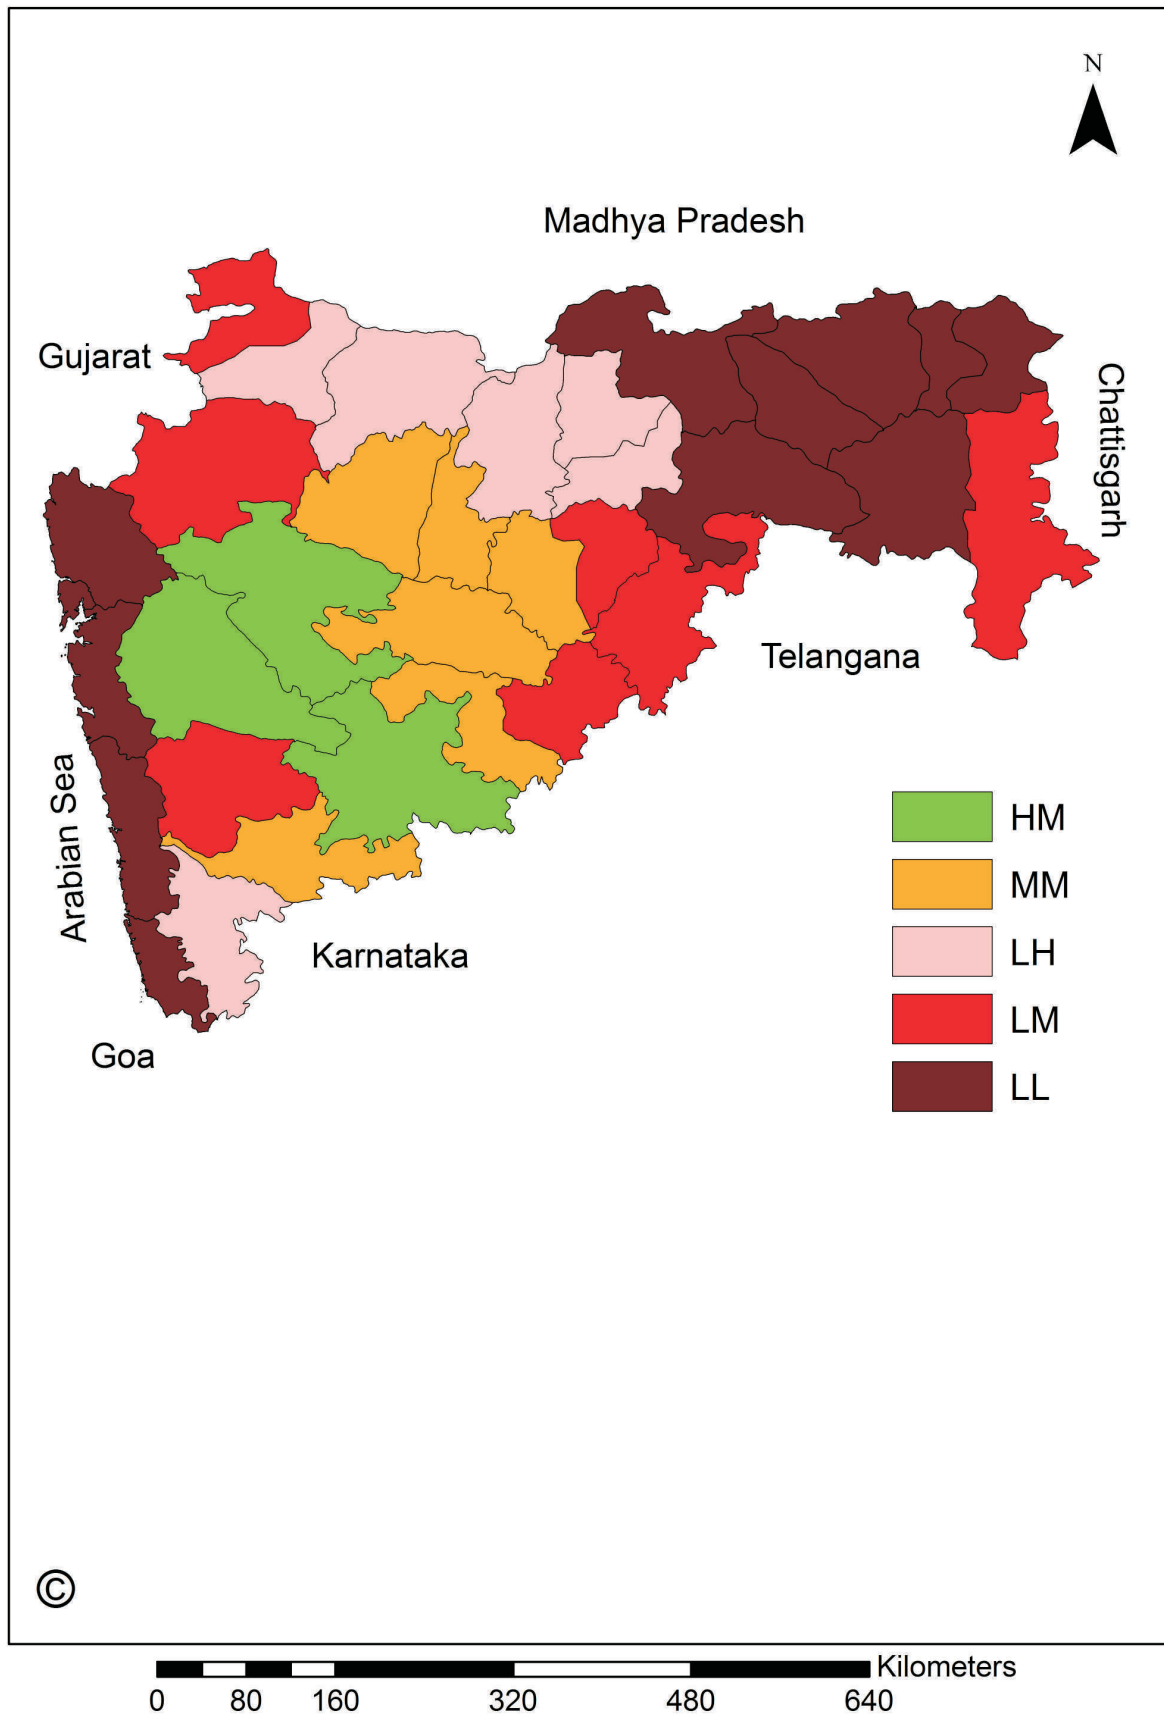 N
Madhya Pradesh
Gujarat
Chattisgarh
Telangana
Arabian Sea
HM
MM
LH
LM
LL
Karnataka
Goa
©
Kilometers
0 80 160 320 480 640